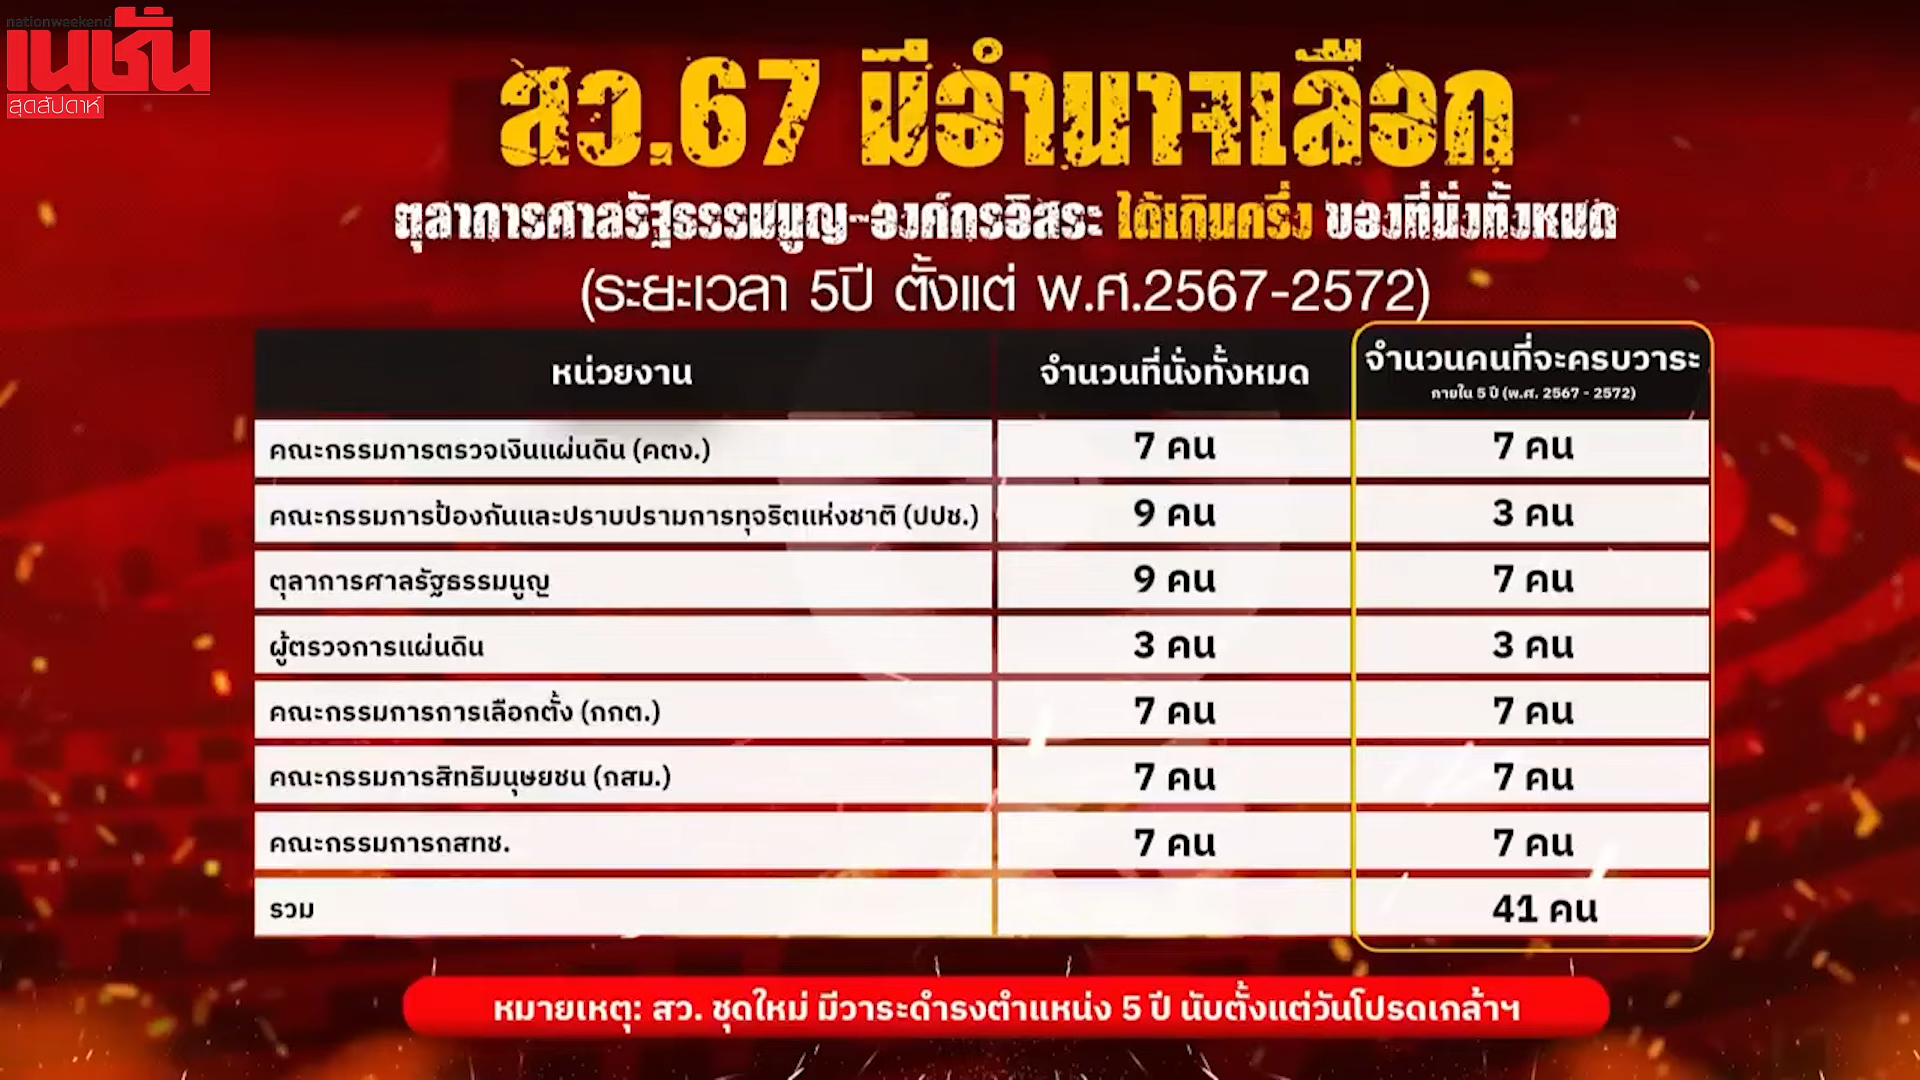 nationweekend
เนชั่น
สุดสัปดาห์
สว.67 มีอำนาจเลือก
ตุลาการศาลรัฐธรรมนูญ-องค์กรอิสระ ได้เกินครึ่ง ของที่นั่งทั้งหมด
(ระยะเวลา 5ปี ตั้งแต่ พ.ศ.2567-2572)
หน่วยงาน จำนวนที่นั่งทั้งหมด จำนวนคนที่จะครบวาระ
ภายใน 5 ปี (พ.ศ. 2567 - 2572)
คณะกรรมการตรวจเงินแผ่นดิน (คตง.) 7 คน 7 คน
คณะกรรมการป้องกันและปราบปรามการทุจริตแห่งชาติ (ปปช.) 9 คน 3 คน
ตุลาการศาลรัฐธรรมนูญ 9 คน 7 คน
ผู้ตรวจการแผ่นดิน 3 คน 3 คน
คณะกรรมการการเลือกตั้ง (กกต.) 7 คน 7 คน
คณะกรรมการสิทธิมนุษยชน (กสม.) 7 คน 7 คน
คณะกรรมการกสทช. 7 คน 7 คน
รวม 41 คน
หมายเหตุ: สว. ชุดใหม่ มีวาระดำรงตำแหน่ง 5 ปี นับตั้งแต่วันโปรดเกล้าฯ